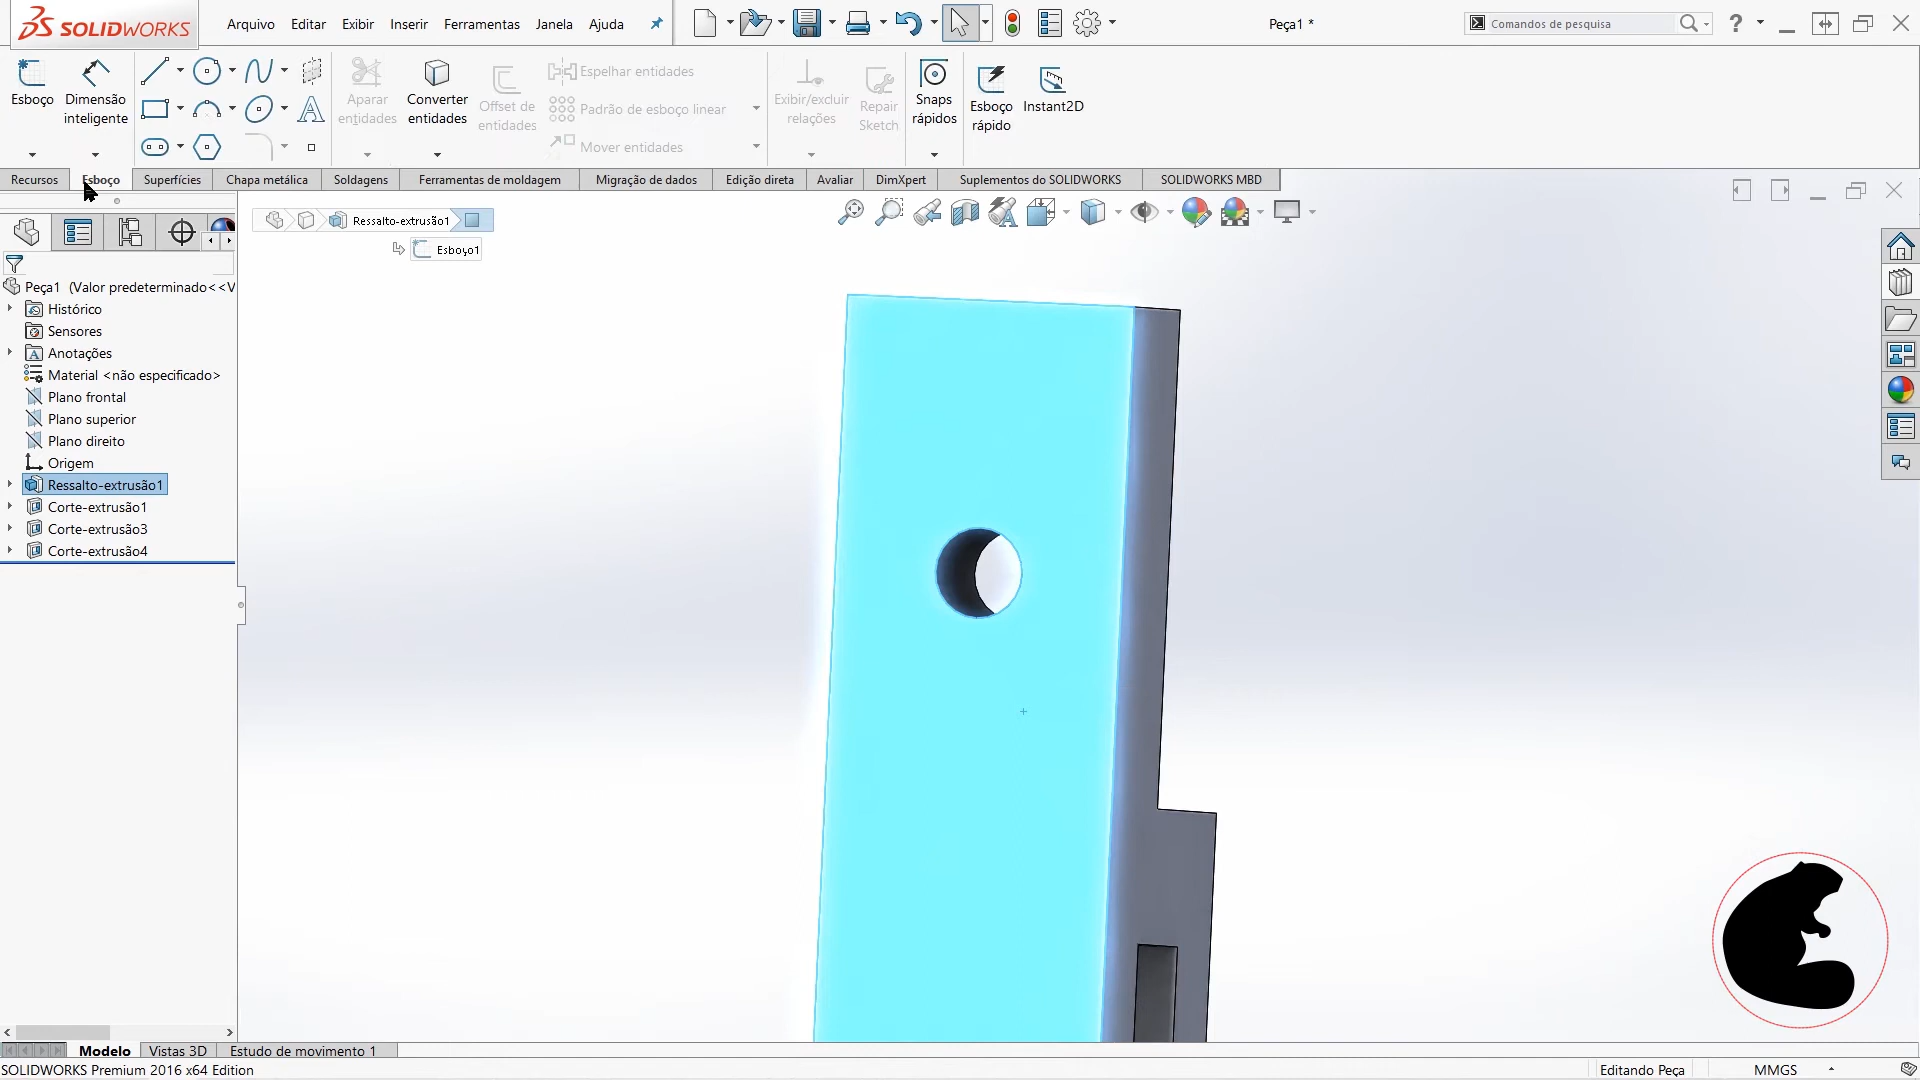 SOLIDWORKS
Arquivo Editar Exibir Inserir Ferramentas Janela Ajuda
Peça1 *
Comandos de pesquisa
?
Esboço
Dimensão
inteligente
Aparar
entidades
Converter
entidades
Offset de
entidades
Espelhar entidades
Padrão de esboço linear
Mover entidades
Exibir/excluir
relações
Repair
Sketch
Snaps
rápidos
Esboço
rápido
Instant2D
Recursos Esboço Superfícies Chapa metálica Soldagens Ferramentas de moldagem Migração de dados Edição direta Avaliar DimXpert Suplementos do SOLIDWORKS SOLIDWORKS MBD
Ressalto-extrusão1
Esboço1
Peça1 (Valor predeterminado<<V
Histórico
Sensores
Anotações
Material <não especificado>
Plano frontal
Plano superior
Plano direito
Origem
Ressalto-extrusão1
Corte-extrusão1
Corte-extrusão3
Corte-extrusão4
Modelo Vistas 3D Estudo de movimento 1
SOLIDWORKS Premium 2016 x64 Edition
Editando Peça
MMGS